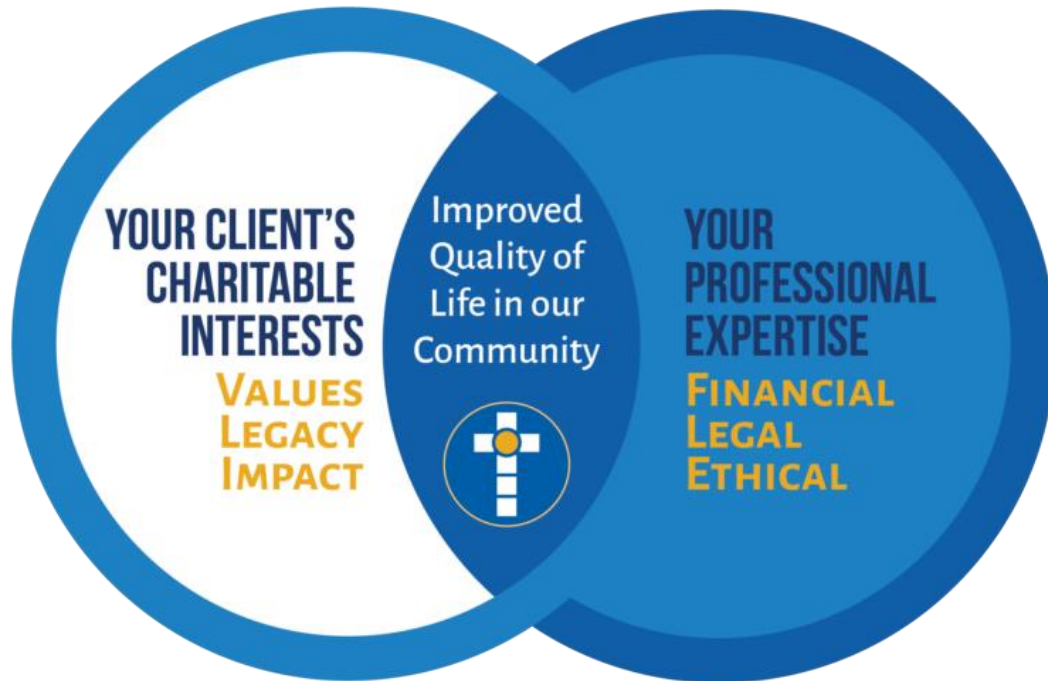 YOUR CLIENT'S
CHARITABLE
INTERESTS
VALUES
LEGACY
IMPACT
Improved
Quality of
Life in our
Community
YOUR
PROFESSIONAL
EXPERTISE
FINANCIAL
LEGAL
ETHICAL